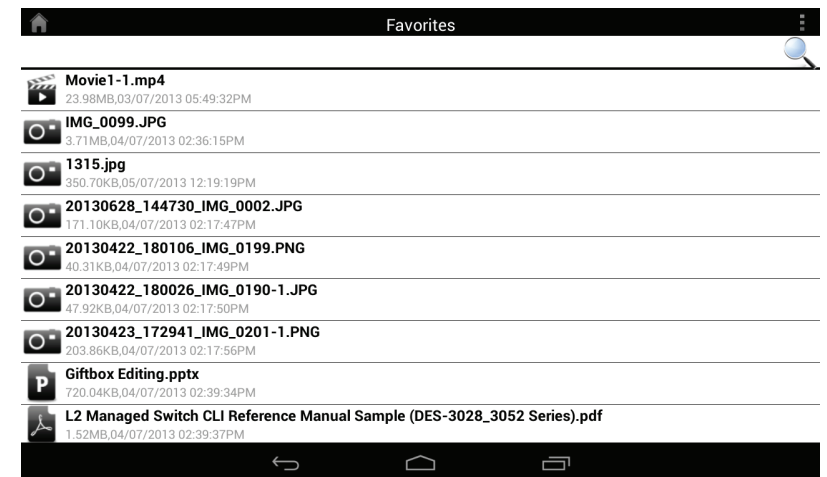 Favorites
Movie1-1.mp4
23.98MB,03/07/2013 05:49:32PM
IMG_0099.JPG
3.71MB,04/07/2013 02:36:15PM
1315.jpg
350.70KB,05/07/2013 12:19:19PM
20130628_144730_IMG_0002.JPG
171.10KB,04/07/2013 02:17:47PM
20130422_180106_IMG_0199.PNG
40.31KB,04/07/2013 02:17:49PM
20130422_180026_IMG_0190-1.JPG
47.92KB,04/07/2013 02:17:50PM
20130423_172941_IMG_0201-1.PNG
203.86KB,04/07/2013 02:17:56PM
P
Giftbox Editing.pptx
720.04KB,04/07/2013 02:39:34PM
L2 Managed Switch CLI Reference Manual Sample (DES-3028_3052 Series).pdf
1.52MB,04/07/2013 02:39:37PM